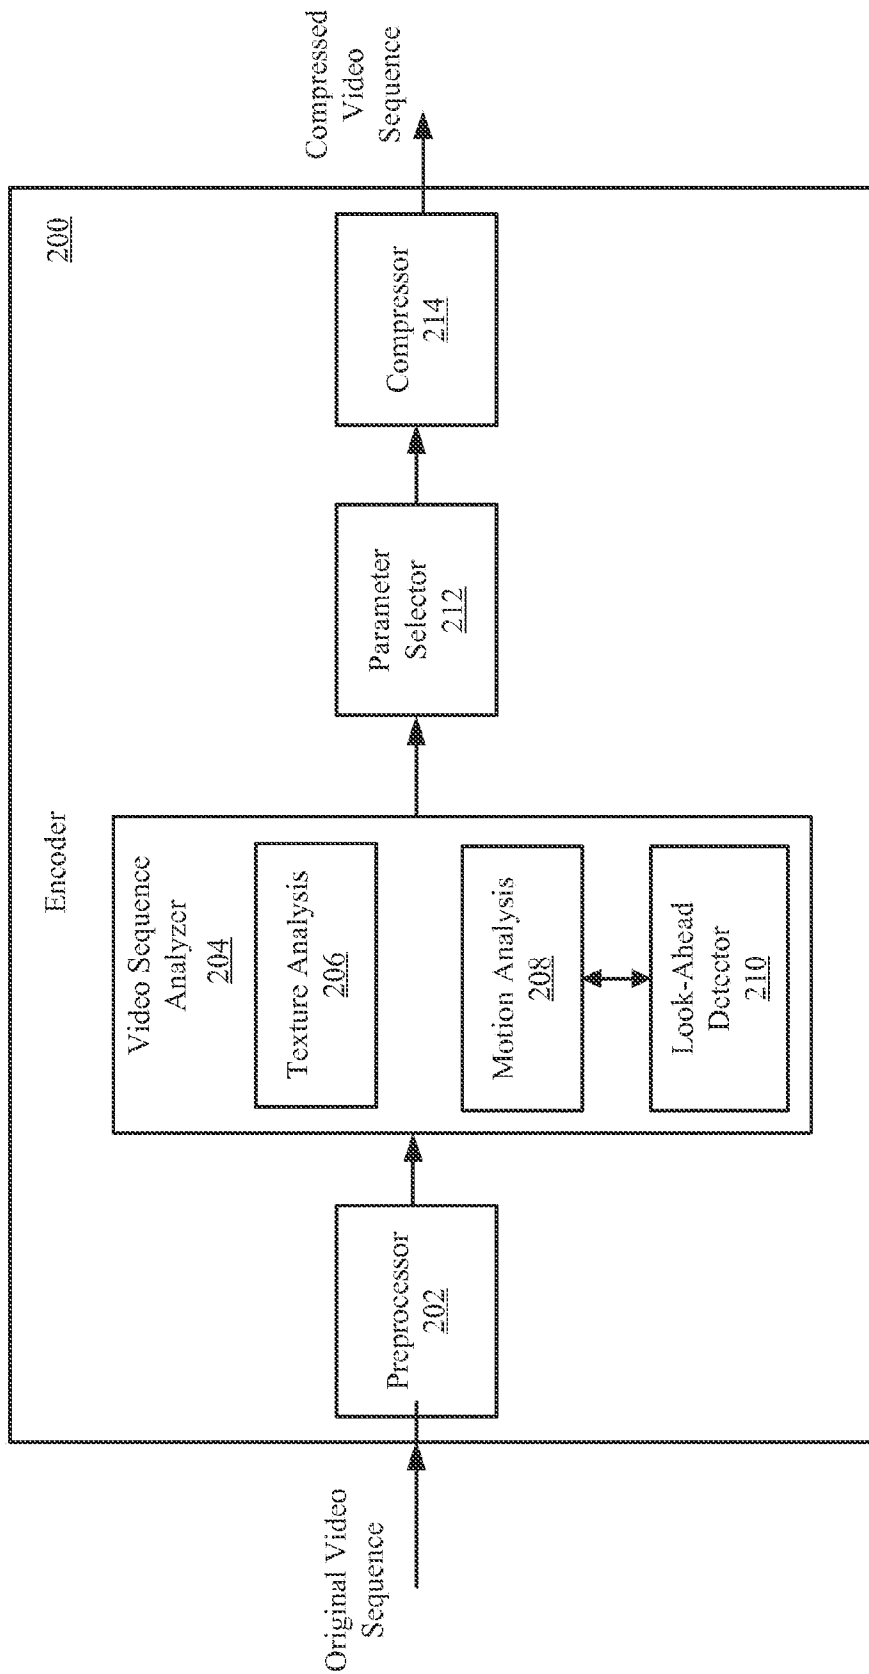 Encoder
200
Original Video
Sequence
Preprocessor
202
Video Sequence
Analyzer
204
Texture Analysis
206
Motion Analysis
208
Look-Ahead
Detector
210
Parameter
Selector
212
Compressor
214
Compressed
Video
Sequence